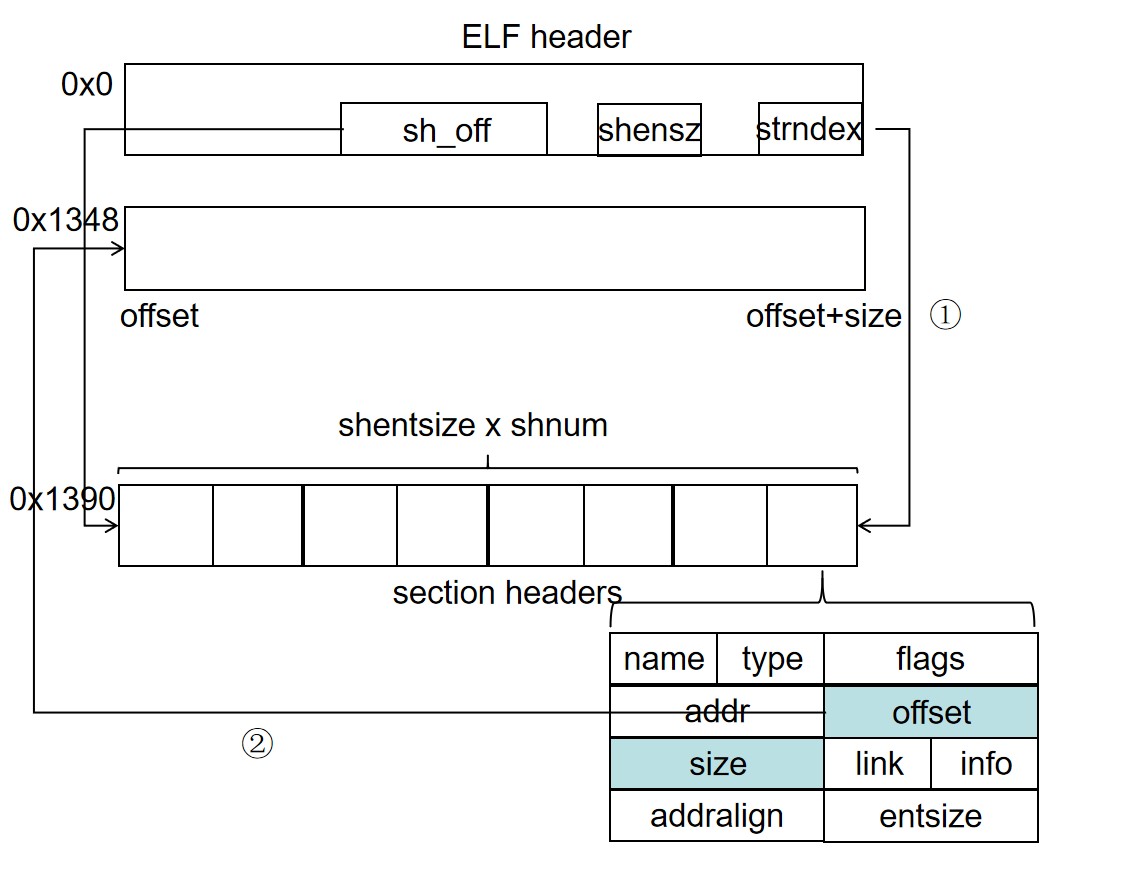 ELF header
0x0
sh_off
shensz
strndex
0x1348
offset
offset+size
①
shentsize x shnum
0x1390
section headers
name type flags
addr offset
②
size link info
addralign entsize